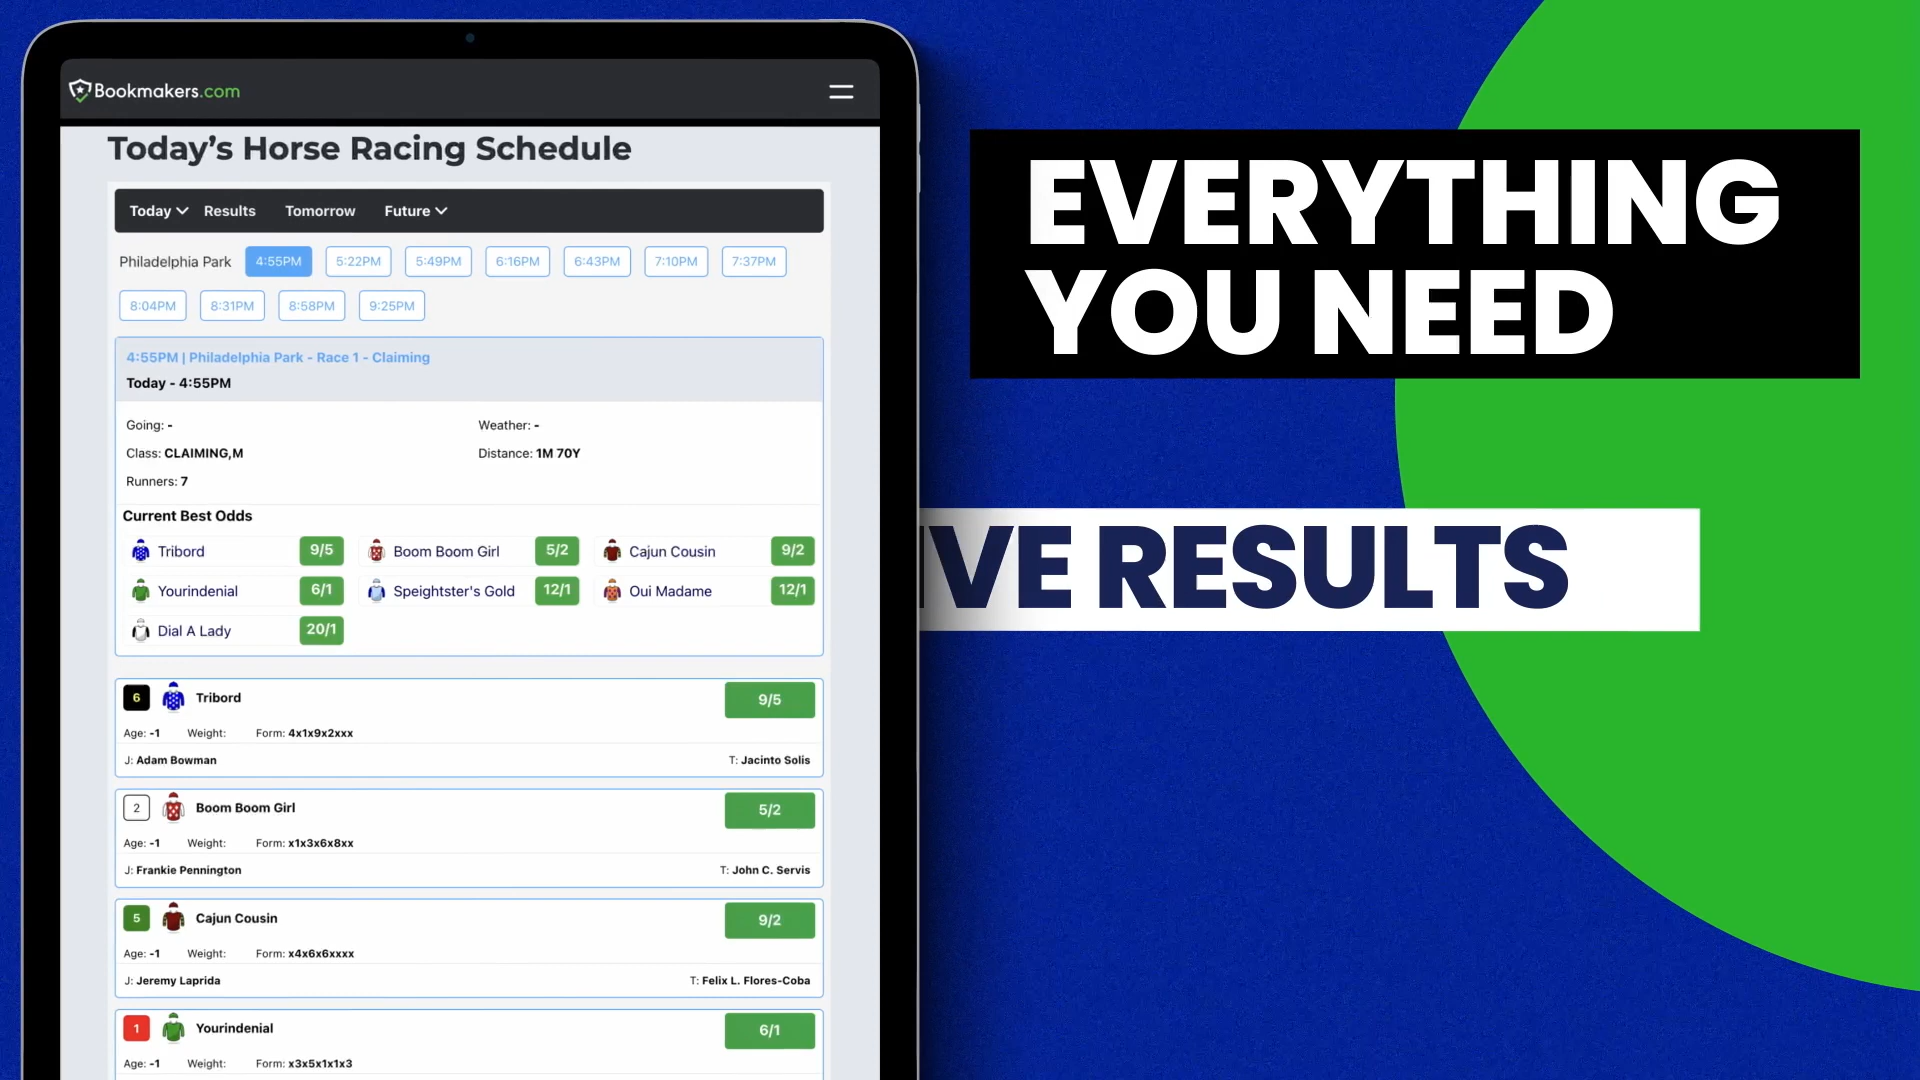 Bookmakers.com
Today's Horse Racing Schedule
Today Results Tomorrow Future
Philadelphia Park 4:55PM 5:22PM 5:49PM 6:16PM 6:43PM 7:10PM 7:37PM
8:04PM 8:31PM 8:58PM 9:25PM
4:55PM | Philadelphia Park - Race 1 - Claiming
Today - 4:55PM
Going: - Weather: -
Class: CLAIMING,M Distance: 1M 70Y
Runners: 7
Current Best Odds
Tribord 9/5 Boom Boom Girl 5/2 Cajun Cousin 9/2
Yourindenial 6/1 Speightster's Gold 12/1 Oui Madame 12/1
Dial A Lady 20/1
6 Tribord 9/5
Age: -1 Weight: Form: 4x1x9x2xxx
J: Adam Bowman T: Jacinto Solis
2 Boom Boom Girl 5/2
Age: -1 Weight: Form: x1x3x6x8xx
J: Frankie Pennington T: John C. Servis
5 Cajun Cousin 9/2
Age: -1 Weight: Form: x4x6x6xxxx
J: Jeremy Laprida T: Felix L. Flores-Coba
1 Yourindenial 6/1
Age: -1 Weight: Form: x3x5x1x1x3
EVERYTHING
YOU NEED
IVE RESULTS